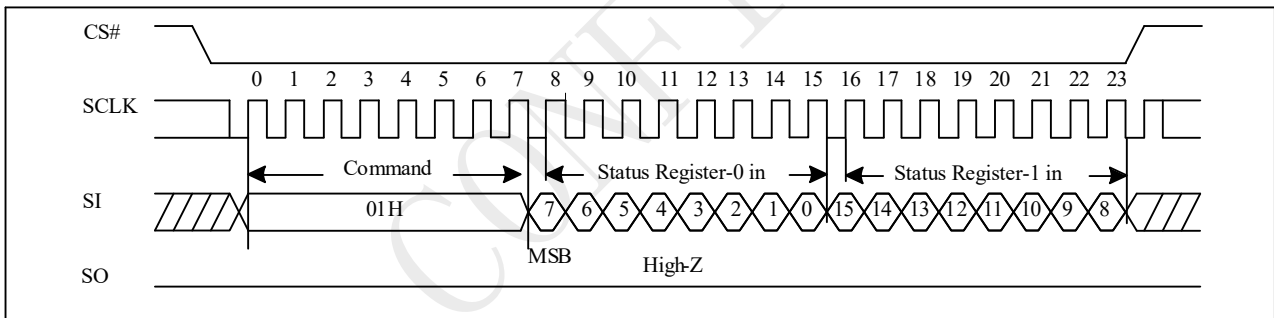 CS#
0 1 2 3 4 5 6 7 8 9 10 11 12 13 14 15 16 17 18 19 20 21 22 23
SCLK
Command Status Register-0 in Status Register-1 in
SI 01H 7 6 5 4 3 2 1 0 15 14 13 12 11 10 9 8
MSB High-Z
SO